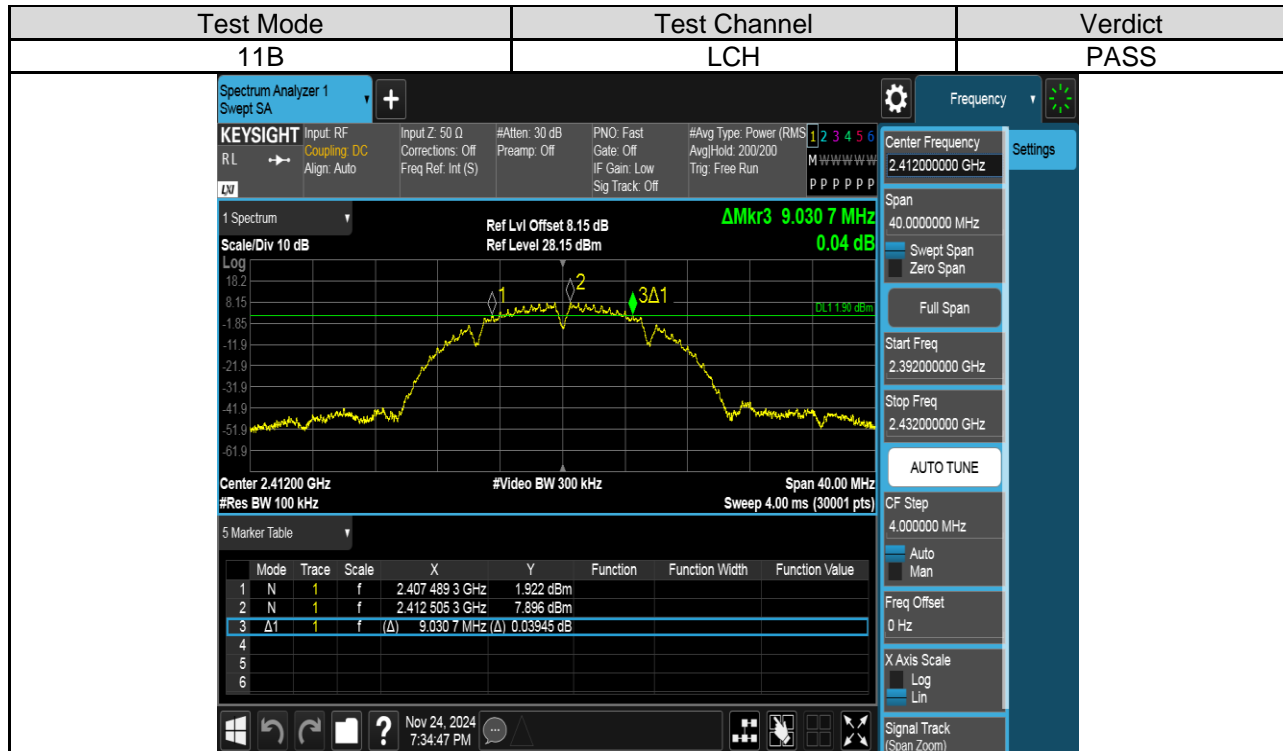 Test Mode Test Channel Verdict
11B LCH PASS
Spectrum Analyzer 1
Swept SA
+
Frequency
KEYSIGHT
RL
LXI
Input: RF
Coupling: DC
Align: Auto
Input Z: 50 Ω
Corrections: Off
Freq Ref: Int (S)
#Atten: 30 dB
Preamp: Off
PNO: Fast
Gate: Off
IF Gain: Low
Sig Track: Off
#Avg Type: Power (RMS
Avg|Hold: 200/200
Trig: Free Run
1 2 3 4 5 6
M W W W W W
P P P P P P
1 Spectrum
Scale/Div 10 dB
Ref Lvl Offset 8.15 dB
Ref Level 28.15 dBm
ΔMkr3 9.030 7 MHz
0.04 dB
Log
18.2
8.15
-1.85
-11.9
-21.9
-31.9
-41.9
-51.9
-61.9
1
2
3Δ1
DL1 1.90 dBm
Center 2.41200 GHz #Video BW 300 kHz Span 40.00 MHz
#Res BW 100 kHz Sweep 4.00 ms (30001 pts)
5 Marker Table
Mode Trace Scale X Y Function Function Width Function Value
1 N 1 f 2.407 489 3 GHz 1.922 dBm
2 N 1 f 2.412 505 3 GHz 7.896 dBm
3 Δ1 1 f (Δ) 9.030 7 MHz (Δ) 0.03945 dB
4
5
6
?
Nov 24, 2024
7:34:47 PM
Center Frequency
2.412000000 GHz
Span
40.0000000 MHz
Swept Span
Zero Span
Full Span
Start Freq
2.392000000 GHz
Stop Freq
2.432000000 GHz
AUTO TUNE
CF Step
4.000000 MHz
Auto
Man
Freq Offset
0 Hz
X Axis Scale
Log
Lin
Signal Track
(Span Zoom)
Settings